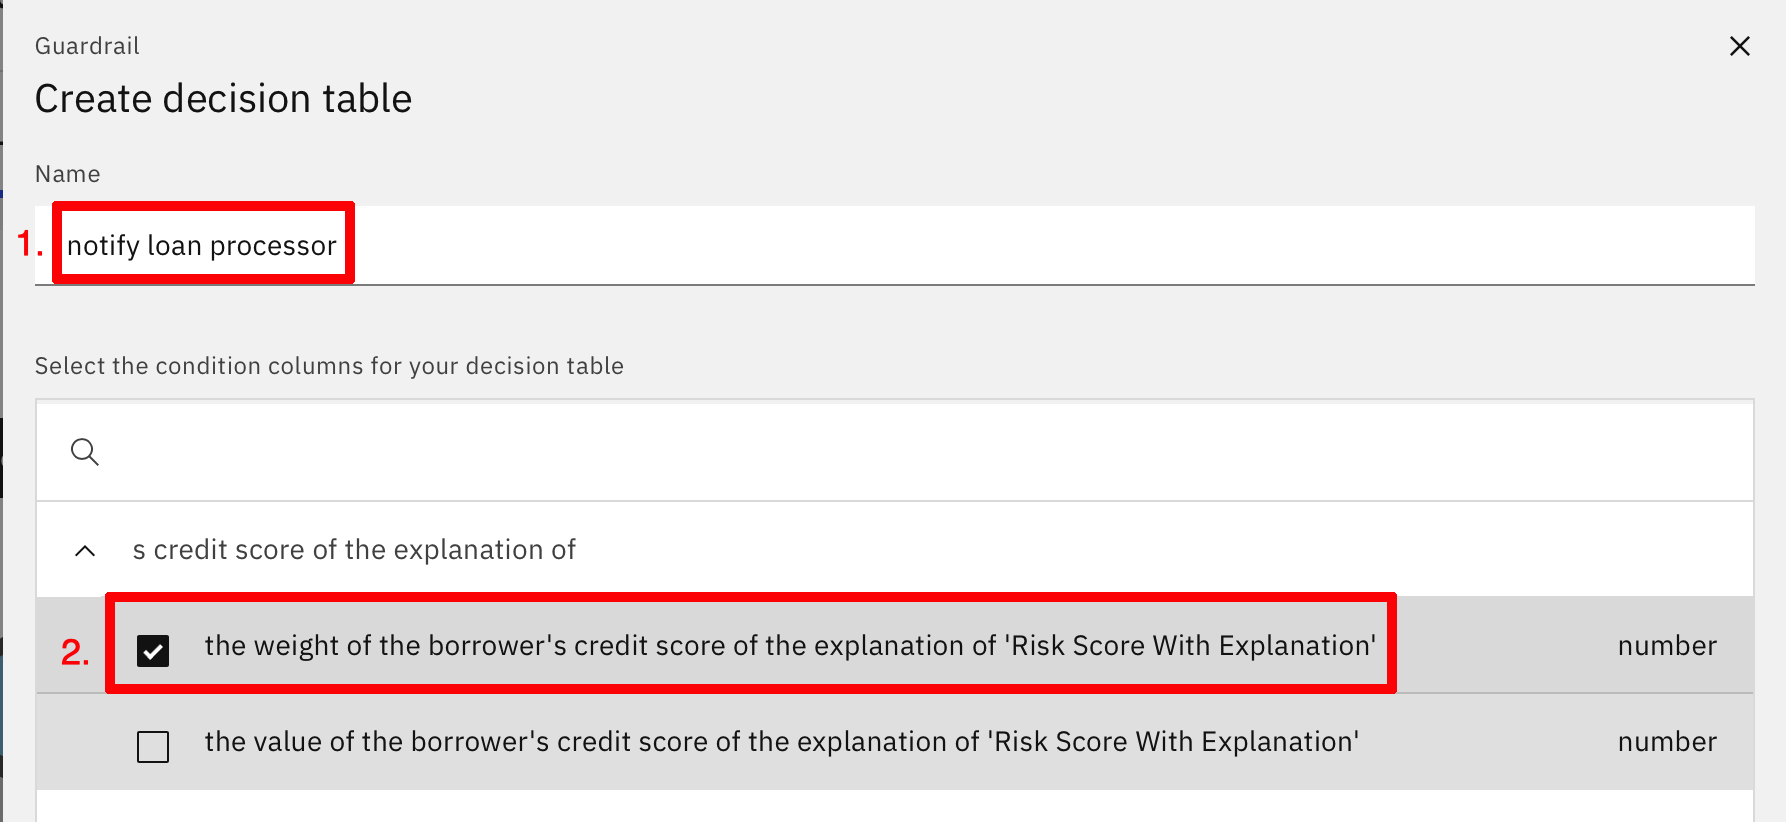 Guardrail
Create decision table
Name
1. notify loan processor
Select the condition columns for your decision table
s credit score of the explanation of
2. the weight of the borrower's credit score of the explanation of 'Risk Score With Explanation' number
the value of the borrower's credit score of the explanation of 'Risk Score With Explanation' number